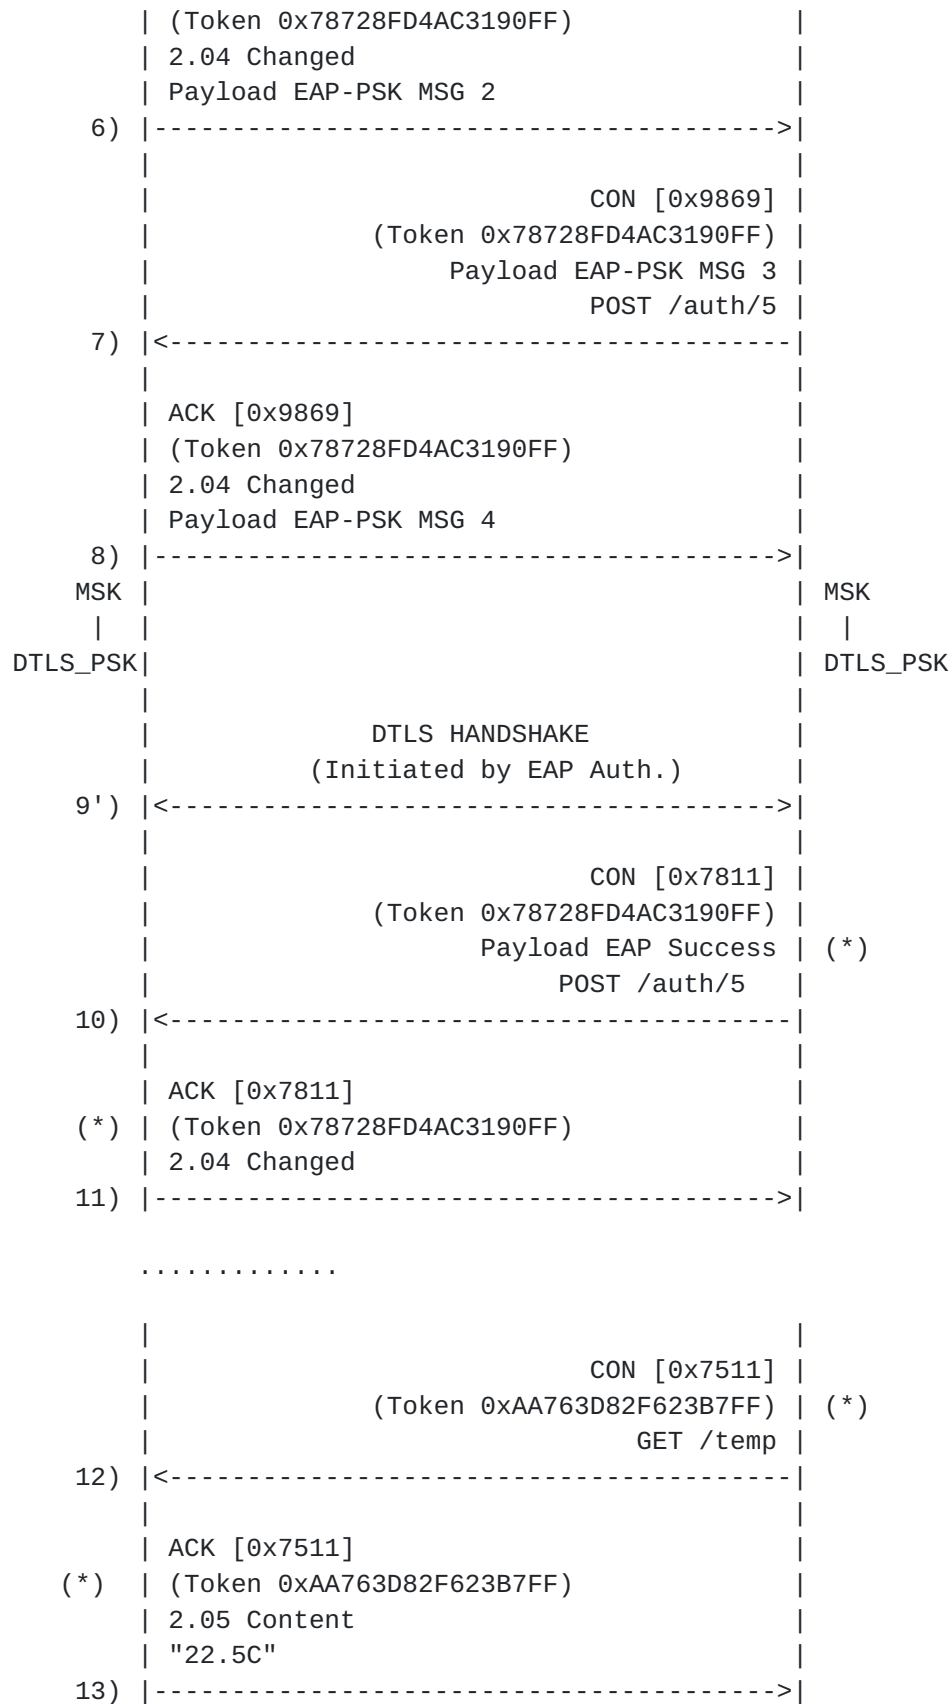 | (Token 0x78728FD4AC3190FF)              |
| 2.04 Changed                            |
| Payload EAP-PSK MSG 2                   |
6) |---------------------------------------->|
|                                         |
|                            CON [0x9869] |
|              (Token 0x78728FD4AC3190FF) |
|                   Payload EAP-PSK MSG 3 |
|                            POST /auth/5 |
7) |<----------------------------------------|
|                                         |
| ACK [0x9869]                            |
| (Token 0x78728FD4AC3190FF)              |
| 2.04 Changed                            |
| Payload EAP-PSK MSG 4                   |
8) |---------------------------------------->|
MSK |                                         | MSK
|  |                                         |  |
DTLS_PSK|                                         | DTLS_PSK
|                                         |
|              DTLS HANDSHAKE             |
|          (Initiated by EAP Auth.)       |
9') |<--------------------------------------->|
|                                         |
|                            CON [0x7811] |
|              (Token 0x78728FD4AC3190FF) |
|                     Payload EAP Success | (*)
|                          POST /auth/5   |
10) |<----------------------------------------|
|                                         |
| ACK [0x7811]                            |
(*) | (Token 0x78728FD4AC3190FF)              |
| 2.04 Changed                            |
11) |---------------------------------------->|
.............
|                                         |
|                            CON [0x7511] |
|              (Token 0xAA763D82F623B7FF) | (*)
|                               GET /temp |
12) |<----------------------------------------|
|                                         |
| ACK [0x7511]                            |
(*)  | (Token 0xAA763D82F623B7FF)              |
| 2.05 Content                            |
| "22.5C"                                 |
13) |---------------------------------------->|